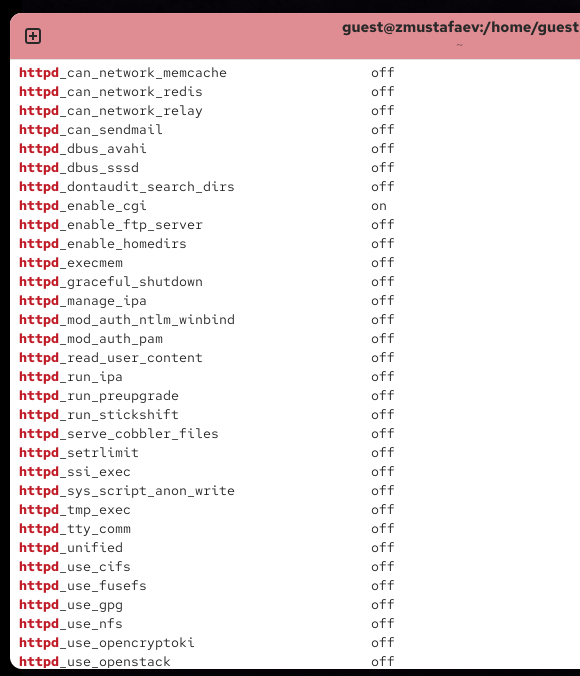 guest@zmustafaev:/home/guest
~
httpd_can_network_memcache off
httpd_can_network_redis off
httpd_can_network_relay off
httpd_can_sendmail off
httpd_dbus_avahi off
httpd_dbus_sssd off
httpd_dontaudit_search_dirs off
httpd_enable_cgi on
httpd_enable_ftp_server off
httpd_enable_homedirs off
httpd_execmem off
httpd_graceful_shutdown off
httpd_manage_ipa off
httpd_mod_auth_ntlm_winbind off
httpd_mod_auth_pam off
httpd_read_user_content off
httpd_run_ipa off
httpd_run_preupgrade off
httpd_run_stickshift off
httpd_serve_cobbler_files off
httpd_setrlimit off
httpd_ssi_exec off
httpd_sys_script_anon_write off
httpd_tmp_exec off
httpd_tty_comm off
httpd_unified off
httpd_use_cifs off
httpd_use_fusefs off
httpd_use_gpg off
httpd_use_nfs off
httpd_use_opencryptoki off
httpd_use_openstack off